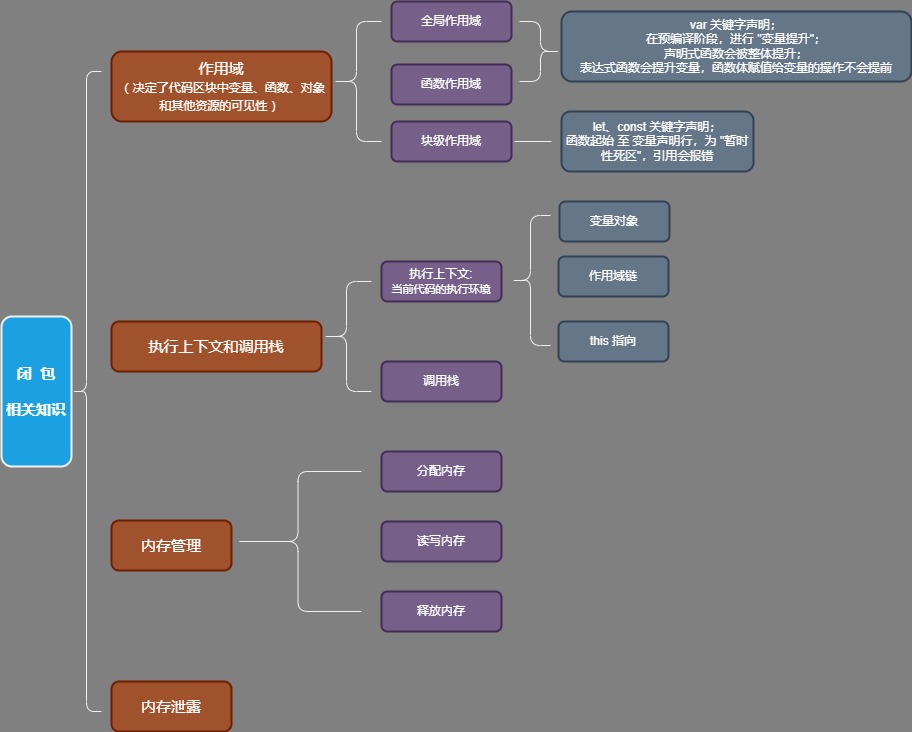 闭 包
相关知识
作用域
（决定了代码区块中变量、函数、对象
和其他资源的可见性）
全局作用域
函数作用域
var 关键字声明；
在预编译阶段，进行 "变量提升"；
声明式函数会被整体提升；
表达式函数会提升变量，函数体赋值给变量的操作不会提前
块级作用域
let、const 关键字声明；
函数起始 至 变量声明行，为 "暂时
性死区"，引用会报错
执行上下文和调用栈
执行上下文:
当前代码的执行环境
变量对象
作用域链
this 指向
调用栈
内存管理
分配内存
读写内存
释放内存
内存泄露